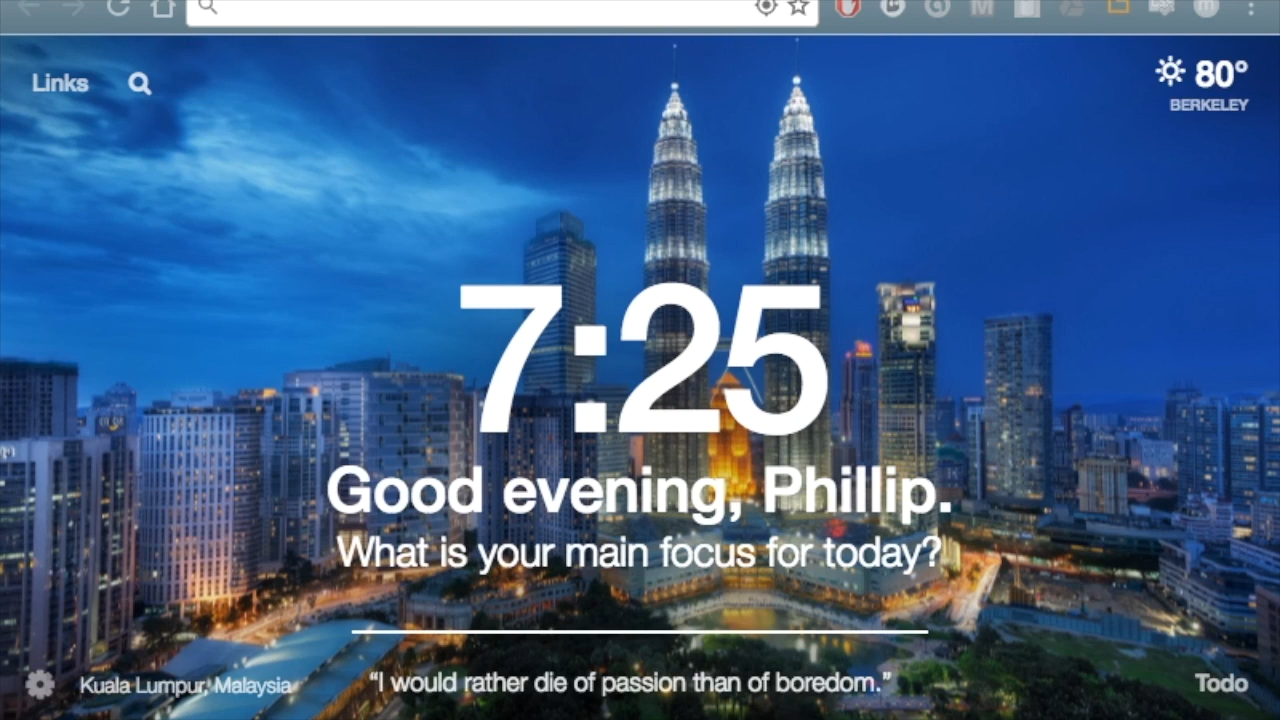 Links
80°
BERKELEY
7:25
Good evening, Phillip.
What is your main focus for today?
Kuala Lumpur, Malaysia
“I would rather die of passion than of boredom.”
Todo